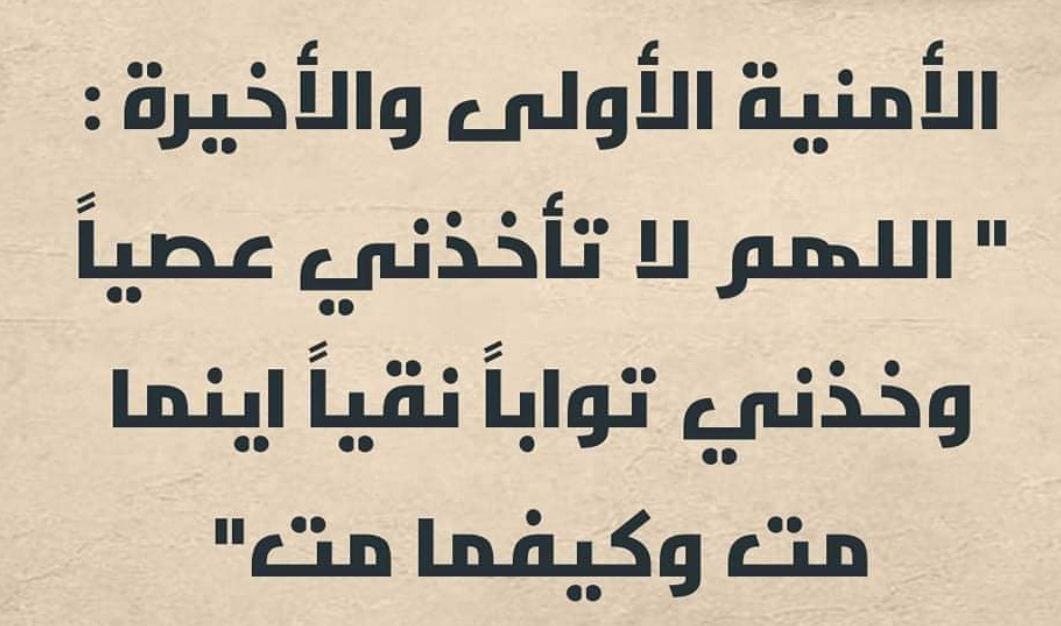 الأمنية الأولى والأخيرة :
" اللهم لا تأخذني عصياً
وخذني تواباً نقياً اينما
مت وكيفما مت"